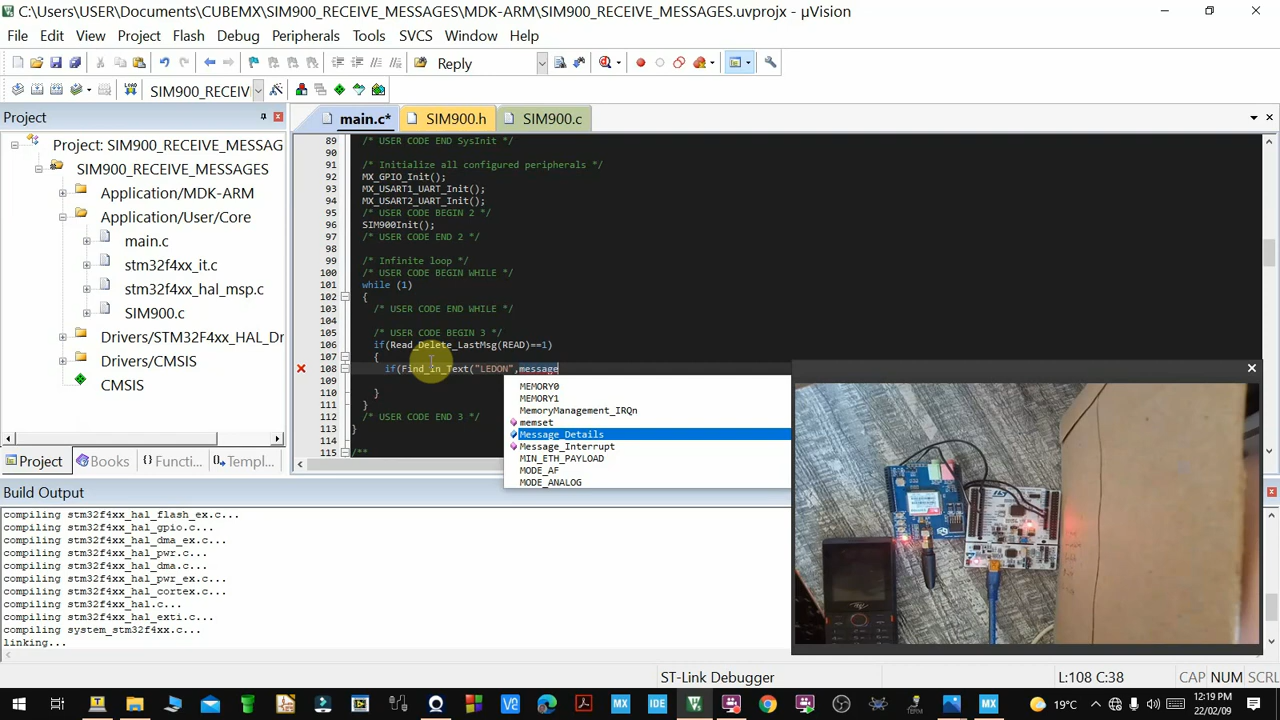 C:\Users\USER\Documents\CUBEMX\SIM900_RECEIVE_MESSAGES\MDK-ARM\SIM900_RECEIVE_MESSAGES.uvprojx - µVision
File Edit View Project Flash Debug Peripherals Tools SVCS Window Help
Reply
SIM900_RECEIV
Project
main.c* SIM900.h SIM900.c
Project: SIM900_RECEIVE_MESSAG
SIM900_RECEIVE_MESSAGES
Application/MDK-ARM
Application/User/Core
main.c
stm32f4xx_it.c
stm32f4xx_hal_msp.c
SIM900.c
Drivers/STM32F4xx_HAL_Dr
Drivers/CMSIS
CMSIS
Project Books {} Functi... Templ...
89 /* USER CODE END SysInit */
90
91 /* Initialize all configured peripherals */
92 MX_GPIO_Init();
93 MX_USART1_UART_Init();
94 MX_USART2_UART_Init();
95 /* USER CODE BEGIN 2 */
96 SIM900Init();
97 /* USER CODE END 2 */
98
99 /* Infinite loop */
100 /* USER CODE BEGIN WHILE */
101 while (1)
102 {
103 /* USER CODE END WHILE */
104
105 /* USER CODE BEGIN 3 */
106 if(Read_Delete_LastMsg(READ)==1)
107 {
108 if(Find_in_Text("LEDON",message
109
110 }
111 }
112 /* USER CODE END 3 */
113 }
114
115 /**
MEMORY0
MEMORY1
MemoryManagement_IRQn
memset
Message_Details
Message_Interrupt
MIN_ETH_PAYLOAD
MODE_AF
MODE_ANALOG
Build Output
compiling stm32f4xx_hal_flash_ex.c...
compiling stm32f4xx_hal_gpio.c...
compiling stm32f4xx_hal_dma_ex.c...
compiling stm32f4xx_hal_pwr.c...
compiling stm32f4xx_hal_dma.c...
compiling stm32f4xx_hal_pwr_ex.c...
compiling stm32f4xx_hal_cortex.c...
compiling stm32f4xx_hal.c...
compiling stm32f4xx_hal_exti.c...
compiling system_stm32f4xx.c...
linking...
ST-Link Debugger L:108 C:38 CAP NUM
MX IDE TERM MX 19°C 12:19 PM
22/02/09